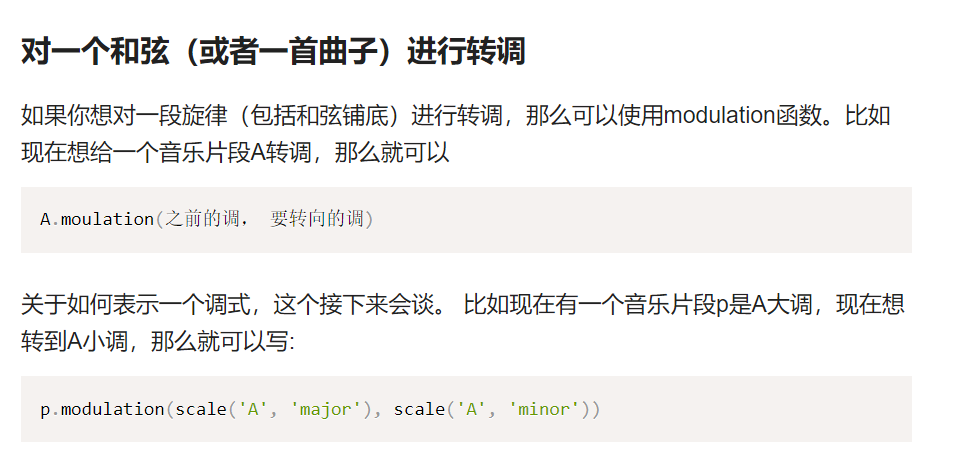 对一个和弦（或者一首曲子）进行转调
如果你想对一段旋律（包括和弦铺底）进行转调，那么可以使用modulation函数。比如
现在想给一个音乐片段A转调，那么就可以
A.moulation(之前的调， 要转向的调)
关于如何表示一个调式，这个接下来会谈。 比如现在有一个音乐片段p是A大调，现在想
转到A小调，那么就可以写:
p.modulation(scale('A', 'major'), scale('A', 'minor'))